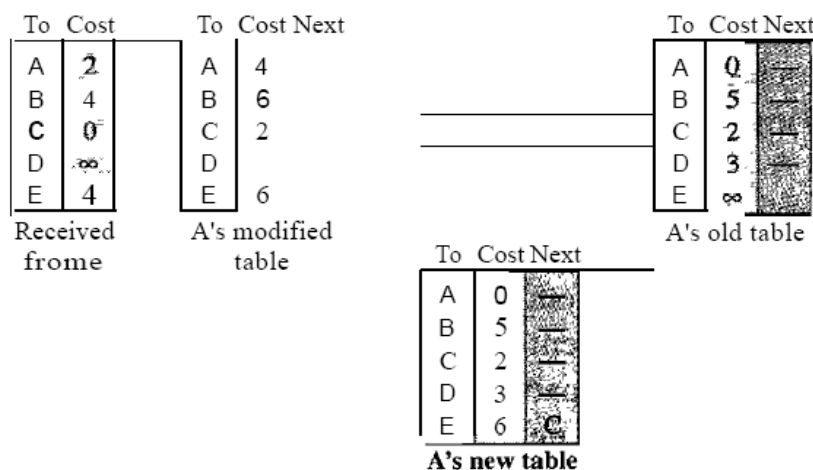 To Cost
A 2
B 4
C 0
D ∞
E 4
Received
frome
To Cost Next
A 4
B 6
C 2
D
E 6
A's modified
table
To Cost Next
A 0 —
B 5 —
C 2 —
D 3 —
E ∞
A's old table
To Cost Next
A 0 —
B 5 —
C 2 —
D 3 —
E 6 C
A's new table